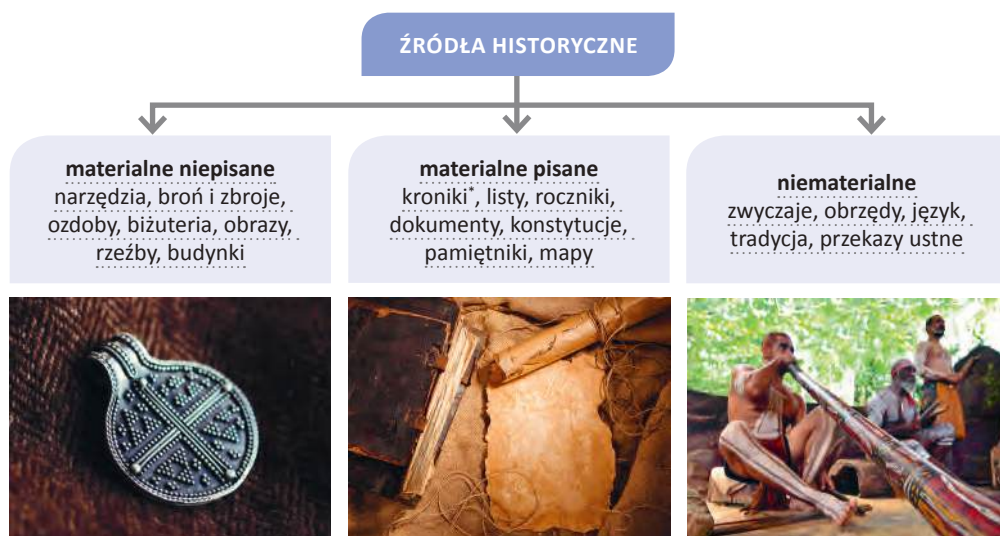 ŹRÓDŁA HISTORYCZNE
materialne niepisane
narzędzia, broń i zbroje,
ozdoby, biżuteria, obrazy,
rzeźby, budynki
materialne pisane
kroniki*, listy, roczniki,
dokumenty, konstytucje,
pamiętniki, mapy
niematerialne
zwyczaje, obrzędy, język,
tradycja, przekazy ustne